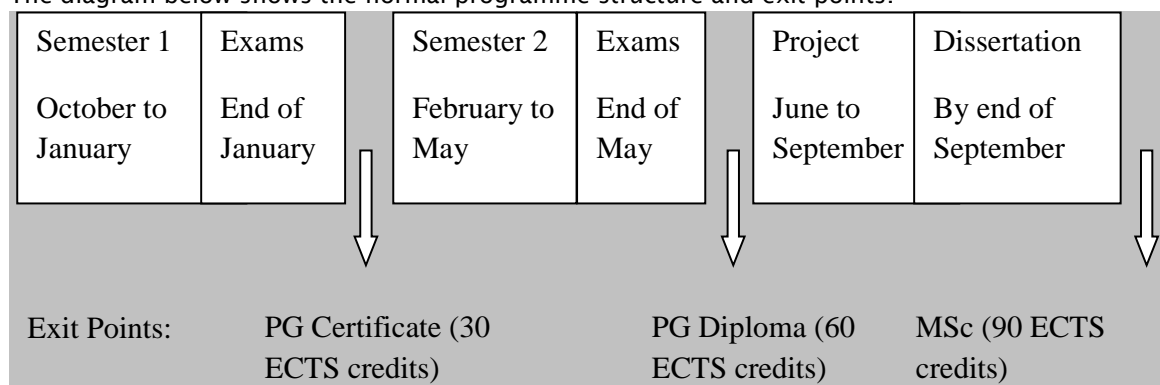 The diagram below shows the normal programme structure and exit points.
Semester 1
October to
January
Exams
End of
January
Semester 2
February to
May
Exams
End of
May
Project
June to
September
Dissertation
By end of
September
Exit Points:
PG Certificate (30
ECTS credits)
PG Diploma (60
ECTS credits)
MSc (90 ECTS
credits)